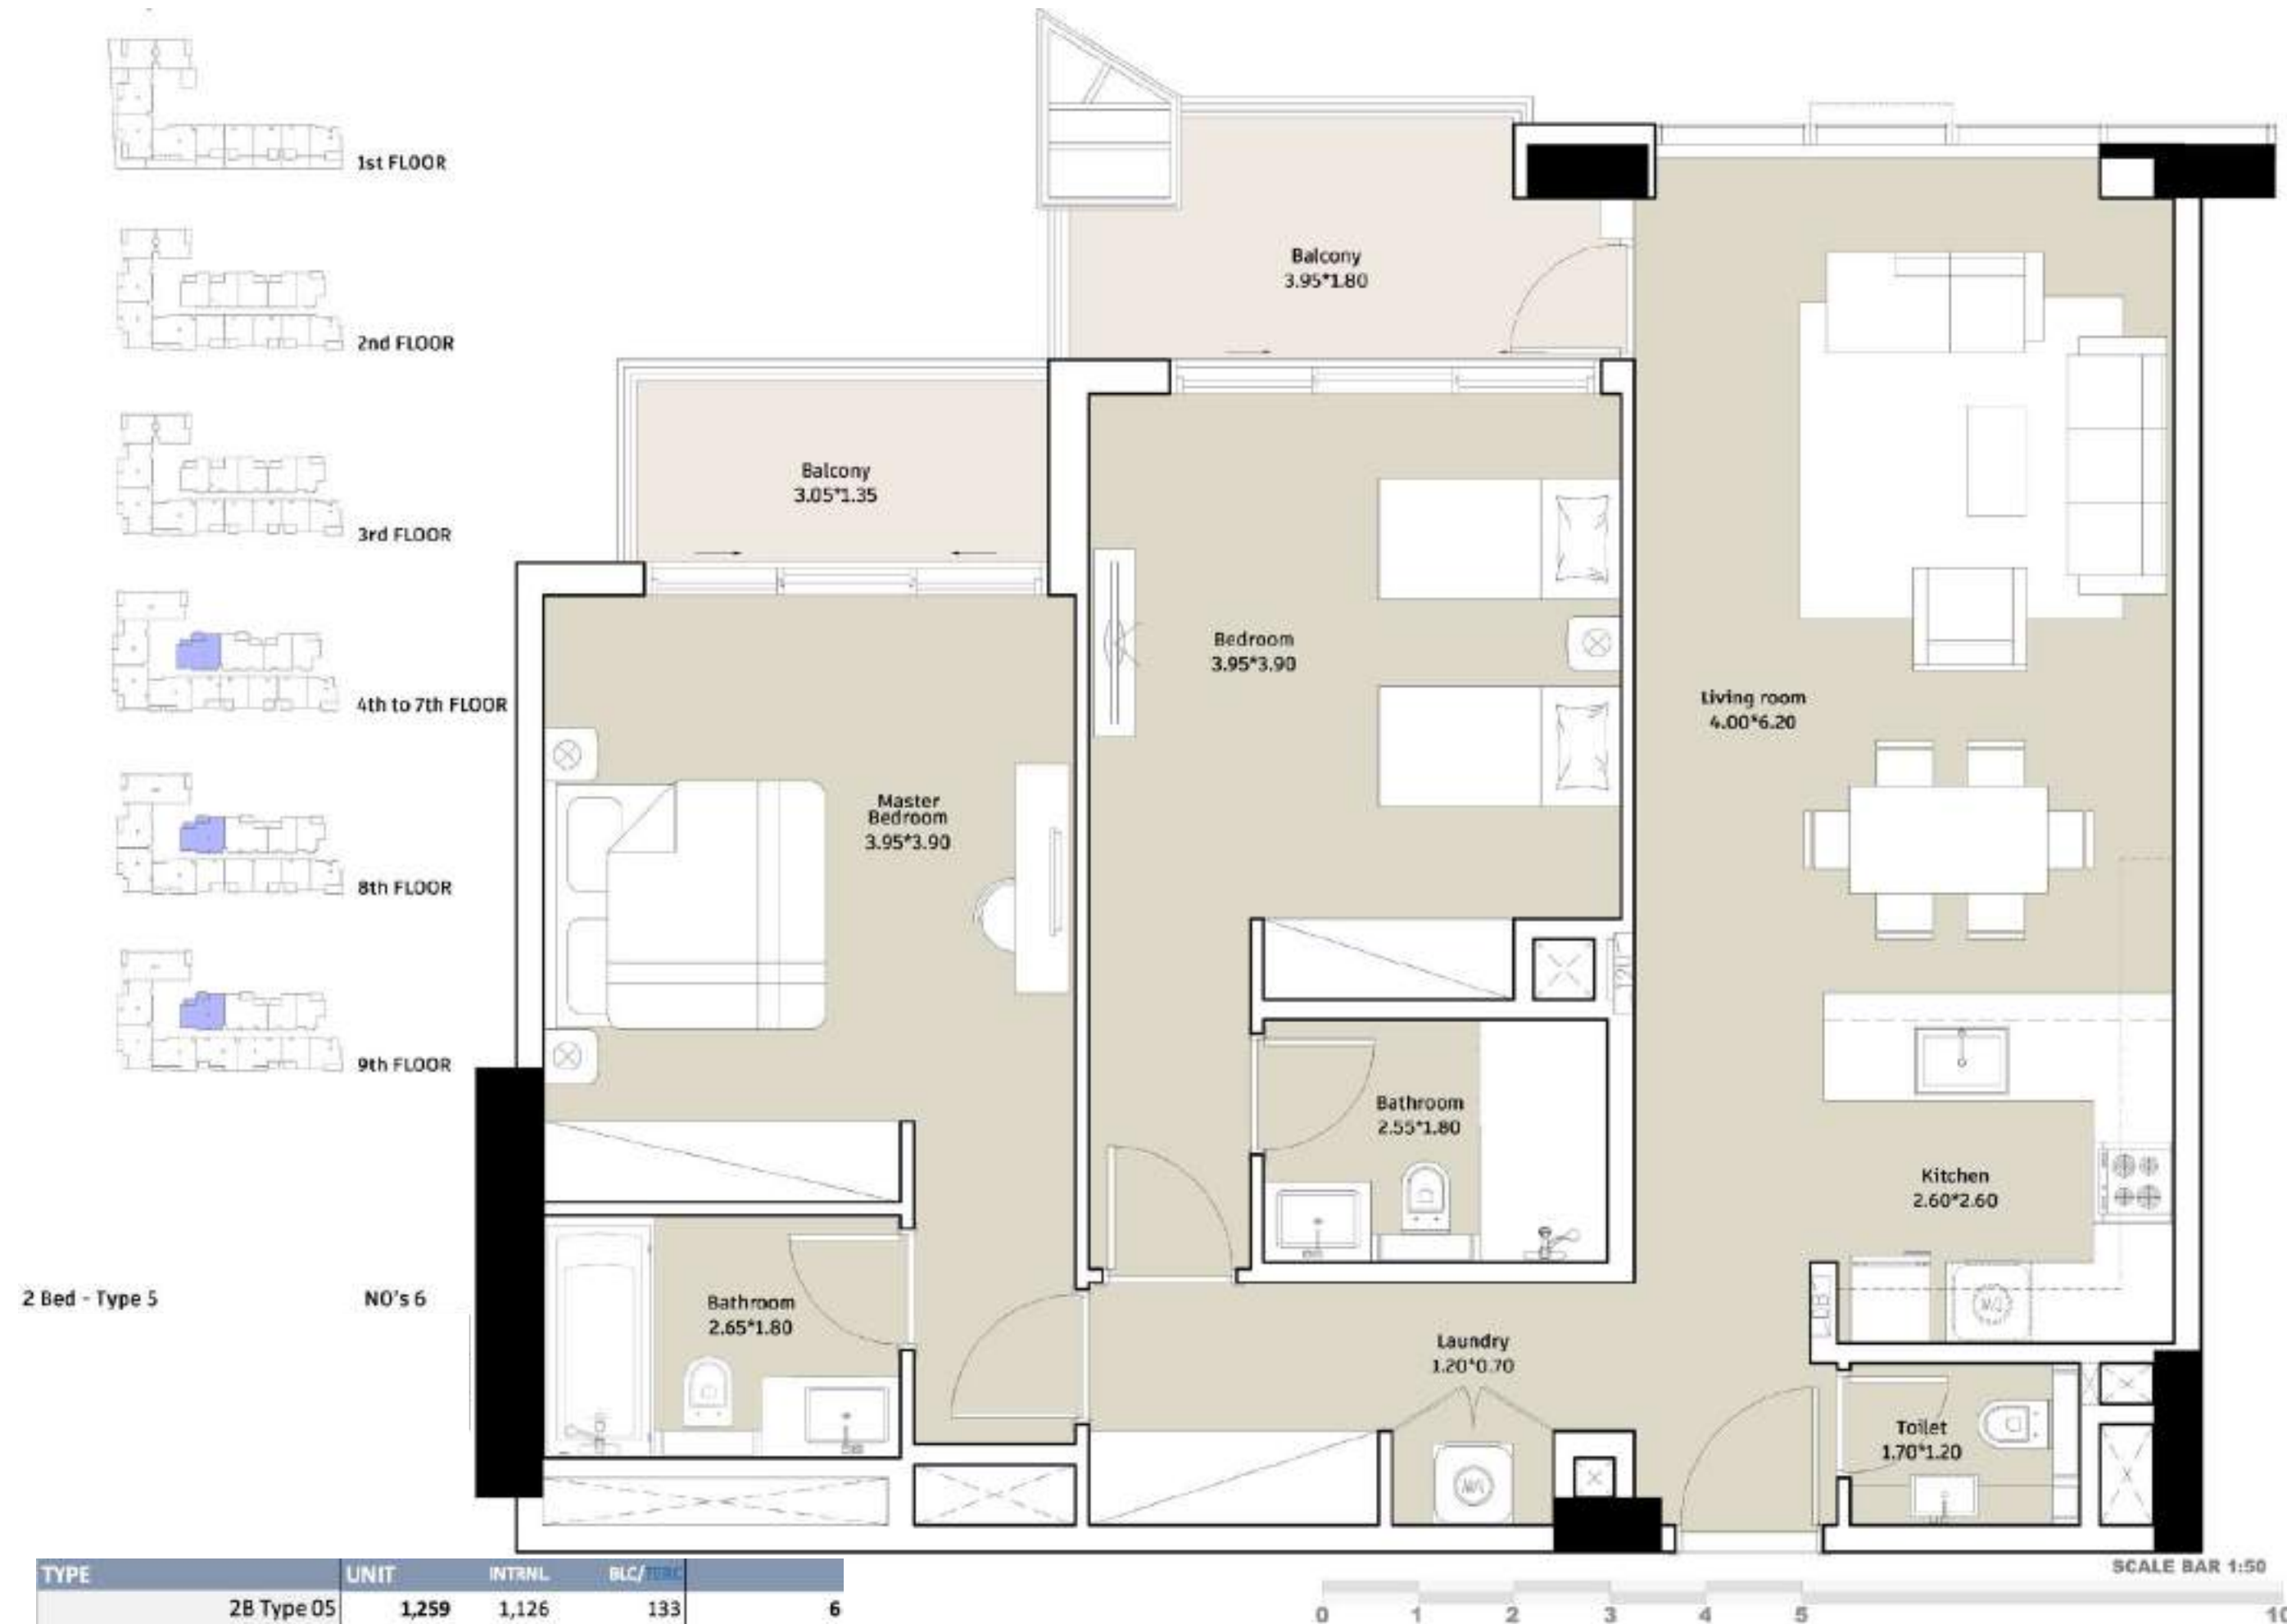 1st FLOOR
2nd FLOOR
3rd FLOOR
4th to 7th FLOOR
8th FLOOR
9th FLOOR
2 Bed - Type 5
NO's 6
Balcony
3.95*1.80
Balcony
3.05*1.35
Bedroom
3.95*3.90
Living room
4.00*6.20
Master
Bedroom
3.95*3.90
Bathroom
2.55*1.80
Kitchen
2.60*2.60
Bathroom
2.65*1.80
Laundry
1.20*0.70
DB
Toilet
1.70*1.20
TYPE UNIT INTRNL BLC/TERC
2B Type 05 1,259 1,126 133 6
SCALE BAR 1:50
0 1 2 3 4 5 10